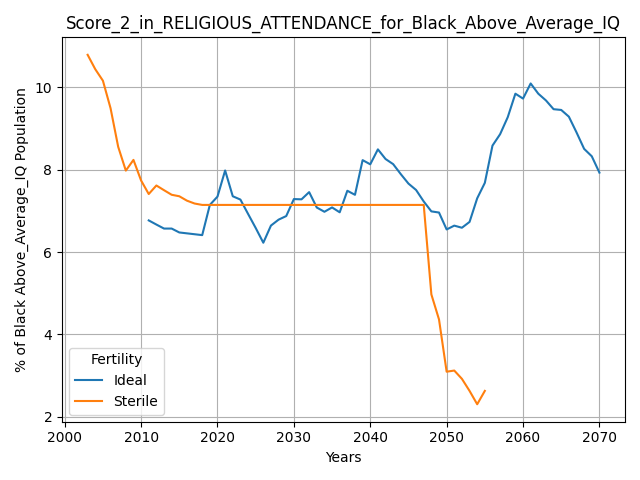 Score_2_in_RELIGIOUS_ATTENDANCE_for_Black_Above_Average_IQ
% of Black Above_Average_IQ Population
10
8
6
4
2
Fertility
Ideal
Sterile
2000 2010 2020 2030 2040 2050 2060 2070
Years